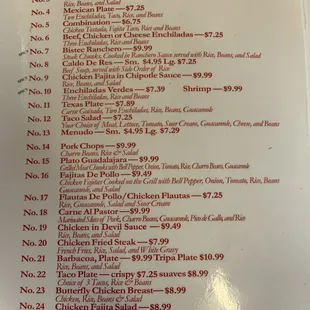 Rice, Beans, and Salad
No. 4 Mexican Plate — $7.25
Two Enchiladas, Taco, Rice, and Beans
No. 5 Combination — $6.75
Chicken Tostada, Fajita Taco, Rice and Beans
No. 6 Beef, Chicken or Cheese Enchiladas — $7.25
Three Enchiladas, Rice and Beans
No. 7 Bistec Ranchero — $9.99
Steak Chunks, Cooked in Ranchero Sauce served with Rice, Beans, and Salad
No. 8 Caldo De Res — Sm. $4.95 Lg. $7.25
Beef Soup, served with Side Order of Rice
No. 9 Chicken Fajita in Chipotle Sauce — $9.99
Rice, Beans, and Salad
No. 10 Enchiladas Verdes — $7.39 Shrimp — $9.99
Three Enchiladas, Rice and Beans
No. 11 Texas Plate — $7.89
Carne Guisada, Two Enchiladas, Rice, Beans, Guacamole
No. 12 Taco Salad — $7.25
Your Choice of Meat, Lettuce, Tomato, Sour Cream, Guacamole, Cheese, and Beans
No. 13 Menudo — Sm. $4.95 Lg. $7.29
No. 14 Pork Chops — $9.99
Charro Beans, Rice & Salad
No. 15 Plato Guadalajara — $9.99
Grilled Meat Chunks with Bell Pepper, Onion, Tomato, Rice, Charro Beans, Guacamole
No. 16 Fajitas De Pollo — $9.49
Chicken Fajitas Cooked on the Grill with Bell Pepper, Onion, Tomato, Rice, Beans, Guacamole, and Salad
No. 17 Flautas De Pollo/Chicken Flautas — $7.25
Rice, Guacamole, Salad and Sour Cream
No. 18 Carne Al Pastor — $9.99
Marinated Slices of Pork, Charro Beans, Guacamole, Pico de Gallo, and Rice
No. 19 Chicken in Devil Sauce — $9.49
Rice, Beans, and Salad
No. 20 Chicken Fried Steak — $7.99
French Fries, Rice, Salad, and White Gravy
No. 21 Barbacoa, Plate — $9.99 Tripa Plate $10.99
Rice, Beans, and Salad
No. 22 Taco Plate — crispy $7.25 suaves $8.99
Choice of 3 Tacos, Rice & Beans
No. 23 Butterfly Chicken Breast — $8.99
Chicken, Rice, Beans & Salad
No. 24 Chicken Fajita Salad — $8.99